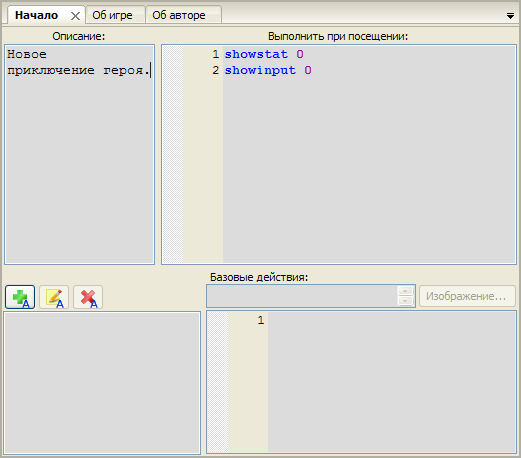 Начало
Об игре
Об авторе
Описание:
Выполнить при посещении:
Новое
приключение героя.
1 showstat 0
2 showinput 0
Базовые действия:
A
A
A
Изображение...
1